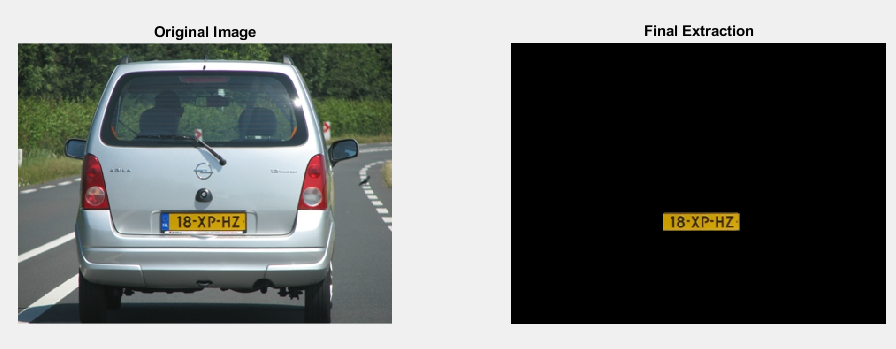 Original Image
Final Extraction
18-XP-HZ
18-XP-HZ